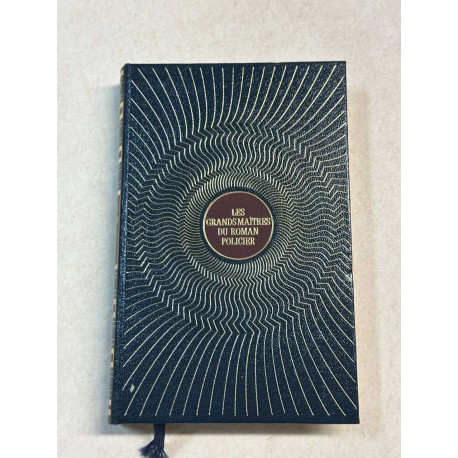 LES
GRANDS MAÎTRES
DU ROMAN
POLICIER